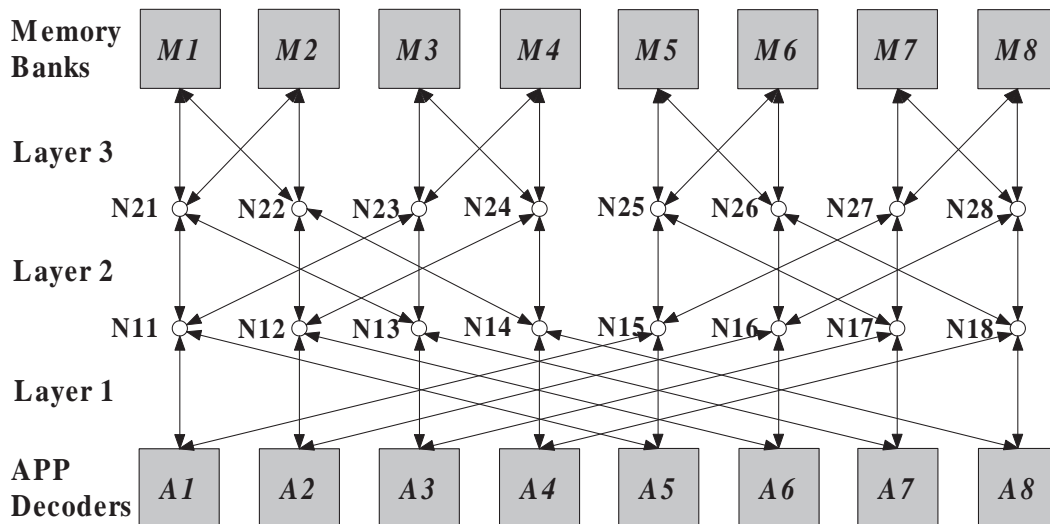 Memory Banks
M1 M2 M3 M4 M5 M6 M7 M8
Layer 3
N21 N22 N23 N24 N25 N26 N27 N28
Layer 2
N11 N12 N13 N14 N15 N16 N17 N18
Layer 1
APP Decoders
A1 A2 A3 A4 A5 A6 A7 A8